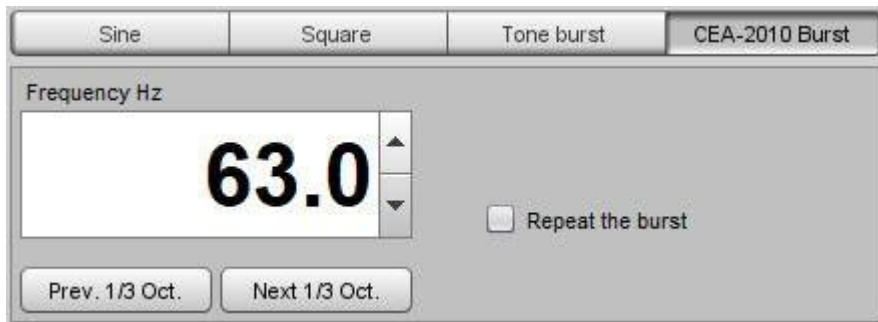 Sine Square Tone burst CEA-2010 Burst
Frequency Hz
63.0
Repeat the burst
Prev. 1/3 Oct. Next 1/3 Oct.